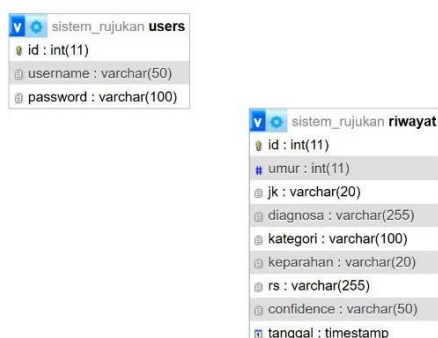 sistem_rujukan users
id : int(11)
username : varchar(50)
password : varchar(100)
sistem_rujukan riwayat
id : int(11)
# umur : int(11)
jk : varchar(20)
diagnosa : varchar(255)
kategori : varchar(100)
keparahan : varchar(20)
rs : varchar(255)
confidence : varchar(50)
tanggal : timestamp